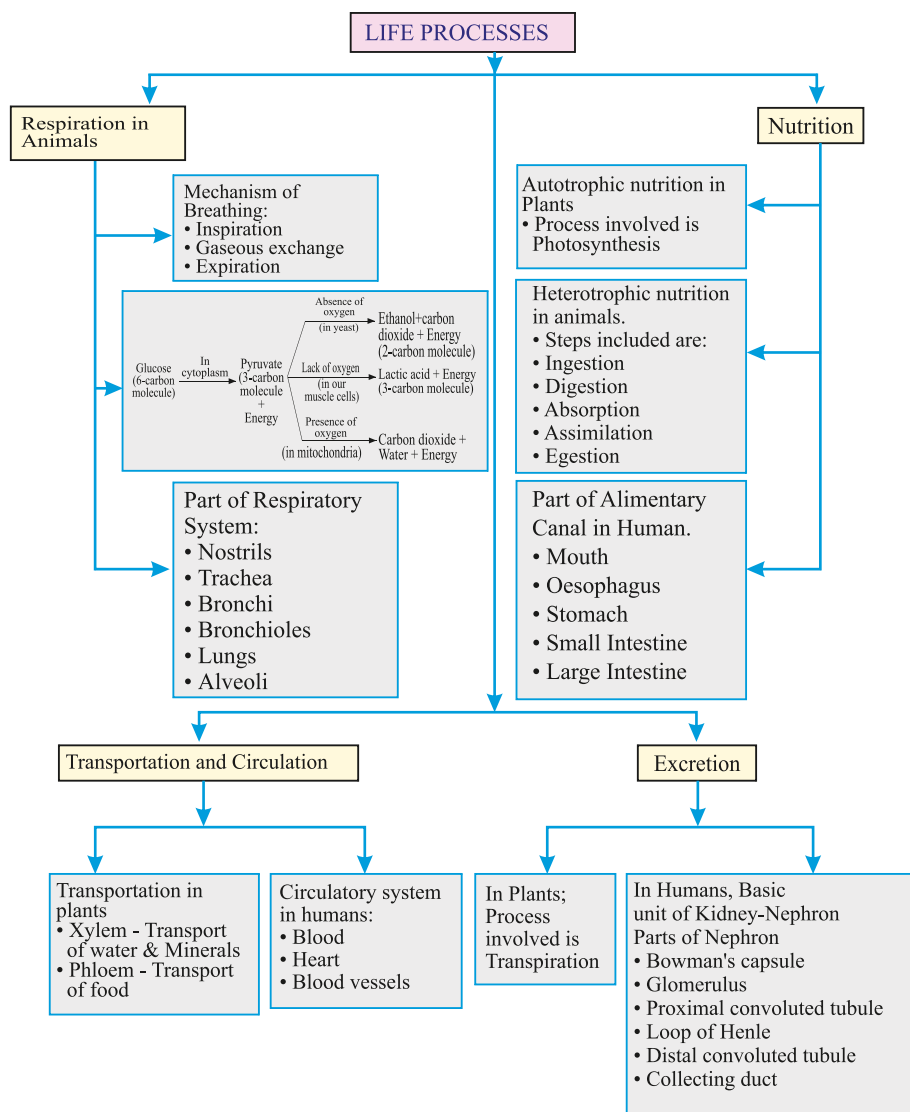 LIFE PROCESSES
Respiration in
Animals
Nutrition
Mechanism of
Breathing:
• Inspiration
• Gaseous exchange
• Expiration
Autotrophic nutrition in
Plants
• Process involved is
Photosynthesis
Glucose
(6-carbon
molecule)
In
cytoplasm
Pyruvate
(3-carbon
molecule
+
Energy
Absence of
oxygen
(in yeast)
Ethanol+carbon
dioxide + Energy
(2-carbon molecule)
Lack of oxygen
(in our
muscle cells)
Lactic acid + Energy
(3-carbon molecule)
Presence of
oxygen
(in mitochondria)
Carbon dioxide +
Water + Energy
Heterotrophic nutrition
in animals.
• Steps included are:
• Ingestion
• Digestion
• Absorption
• Assimilation
• Egestion
Part of Respiratory
System:
• Nostrils
• Trachea
• Bronchi
• Bronchioles
• Lungs
• Alveoli
Part of Alimentary
Canal in Human.
• Mouth
• Oesophagus
• Stomach
• Small Intestine
• Large Intestine
Transportation and Circulation
Excretion
Transportation in
plants
• Xylem - Transport
of water & Minerals
• Phloem - Transport
of food
Circulatory system
in humans:
• Blood
• Heart
• Blood vessels
In Plants;
Process
involved is
Transpiration
In Humans, Basic
unit of Kidney-Nephron
Parts of Nephron
• Bowman's capsule
• Glomerulus
• Proximal convoluted tubule
• Loop of Henle
• Distal convoluted tubule
• Collecting duct